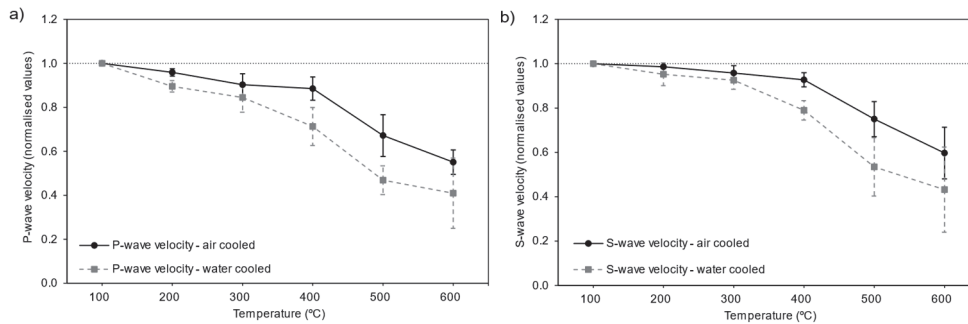 a)
P-wave velocity (normalised values)
1.2
1.0
0.8
0.6
0.4
0.2
0.0
P-wave velocity - air cooled
P-wave velocity - water cooled
100 200 300 400 500 600
Temperature (ºC)
b)
S-wave velocity (normalised values)
1.2
1.0
0.8
0.6
0.4
0.2
0.0
S-wave velocity - air cooled
S-wave velocity - water cooled
100 200 300 400 500 600
Temperature (ºC)